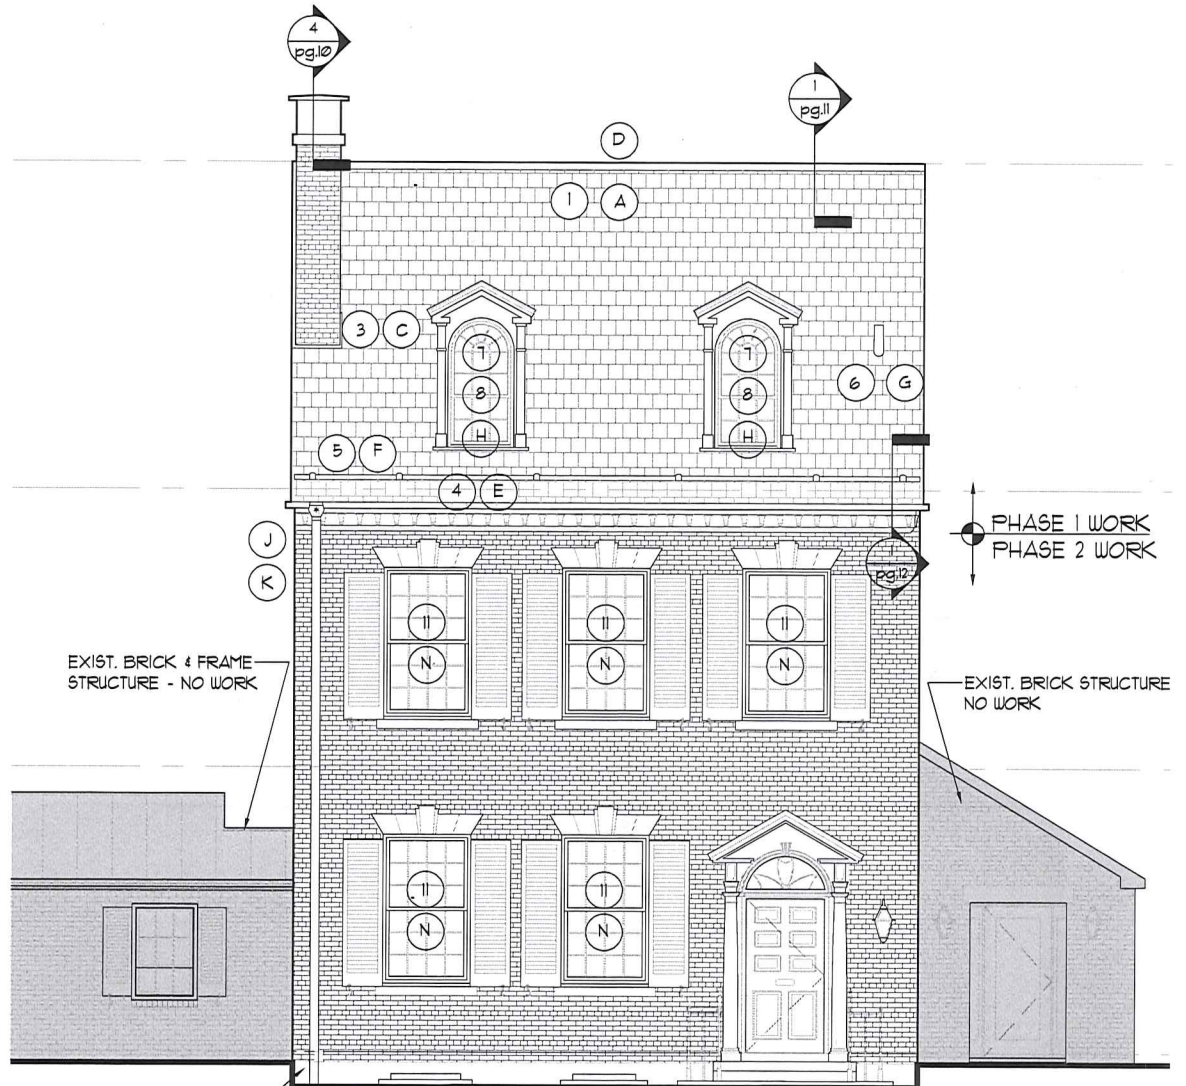 4
pg.10
1
pg.11
D
1 A
3 C
7 7
8 8
H H
6 G
5 F
4 E
PHASE 1 WORK
PHASE 2 WORK
J
K
1
pg.12
11 11 11
N N N
EXIST. BRICK & FRAME
STRUCTURE - NO WORK
EXIST. BRICK STRUCTURE
NO WORK
11 11
N N